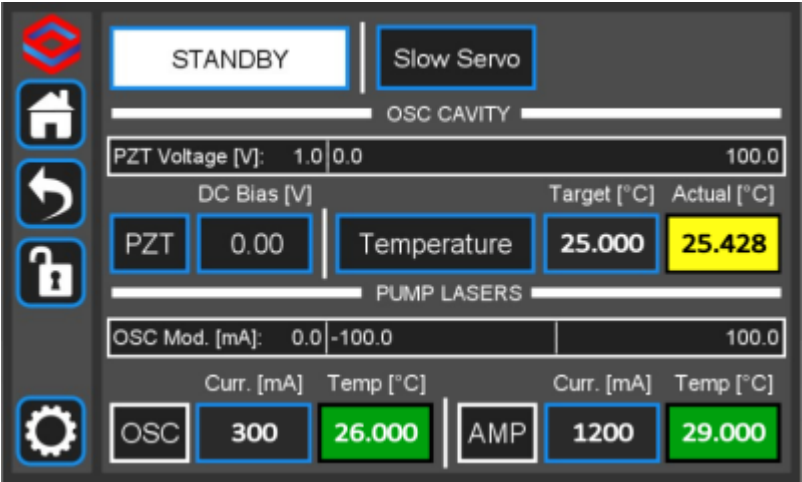 STANDBY Slow Servo
OSC CAVITY
PZT Voltage [V]: 1.0 0.0 100.0
DC Bias [V] Target [°C] Actual [°C]
PZT 0.00 Temperature 25.000 25.428
PUMP LASERS
OSC Mod. [mA]: 0.0 -100.0 100.0
Curr. [mA] Temp [°C] Curr. [mA] Temp [°C]
OSC 300 26.000 AMP 1200 29.000